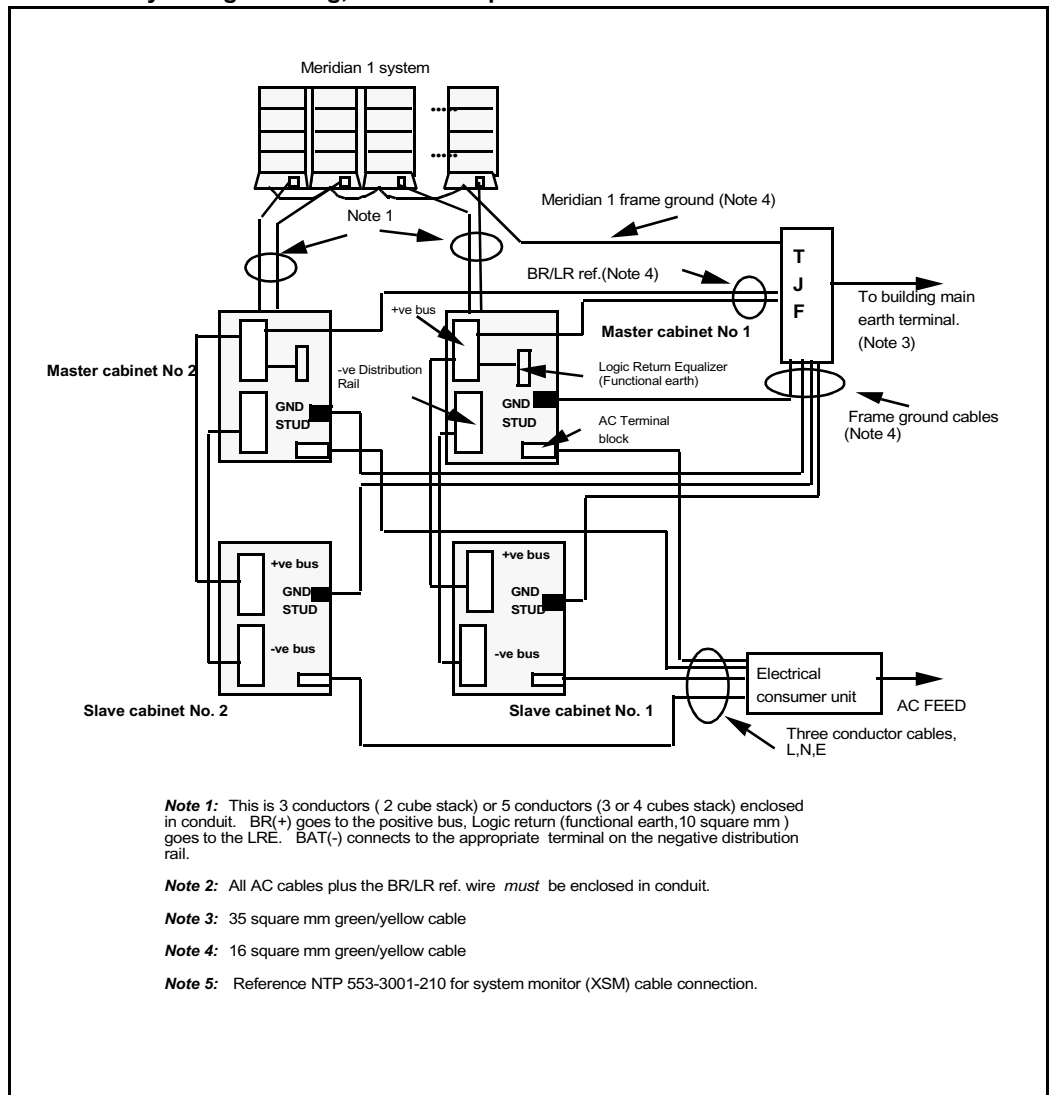 Meridian 1 system
Note 1
Meridian 1 frame ground (Note 4)
T
J
F
BR/LR ref.(Note 4)
To building main
earth terminal.
(Note 3)
+ve bus
Master cabinet No 1
Master cabinet No 2
-ve Distribution
Rail
Logic Return Equalizer
(Functional earth)
GND
STUD
GND
STUD
AC Terminal
block
Frame ground cables
(Note 4)
+ve bus
GND
STUD
-ve bus
+ve bus
GND
STUD
-ve bus
Electrical
consumer unit
AC FEED
Slave cabinet No. 2
Slave cabinet No. 1
Three conductor cables,
L,N,E
Note 1: This is 3 conductors ( 2 cube stack) or 5 conductors (3 or 4 cubes stack) enclosed
in conduit. BR(+) goes to the positive bus, Logic return (functional earth,10 square mm )
goes to the LRE. BAT(-) connects to the appropriate terminal on the negative distribution
rail.
Note 2: All AC cables plus the BR/LR ref. wire must be enclosed in conduit.
Note 3: 35 square mm green/yellow cable
Note 4: 16 square mm green/yellow cable
Note 5: Reference NTP 553-3001-210 for system monitor (XSM) cable connection.